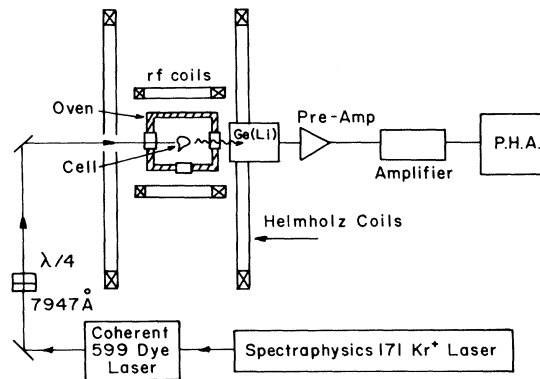 rf coils
Oven
Cell
Ge(Li)
Pre-Amp
Amplifier
P.H.A.
Helmholz Coils
λ/4
7947Å
Coherent
599 Dye
Laser
Spectraphysics 171 Kr⁺ Laser